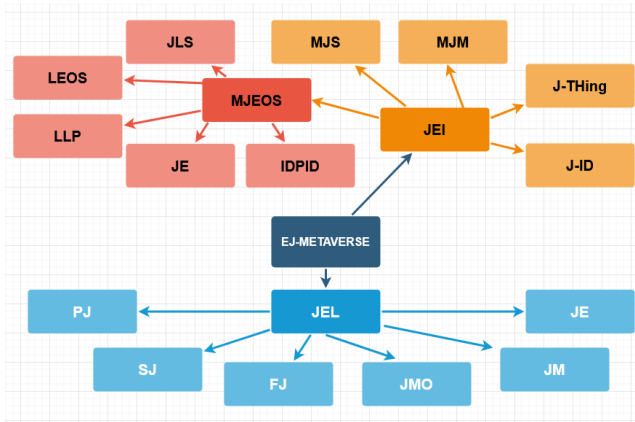 JLS
MJS
MJM
LEOS
MJEOS
J-THing
LLP
JEI
JE
IDPID
J-ID
EJ-METAVERSE
PJ
JEL
JE
SJ
FJ
JMO
JM